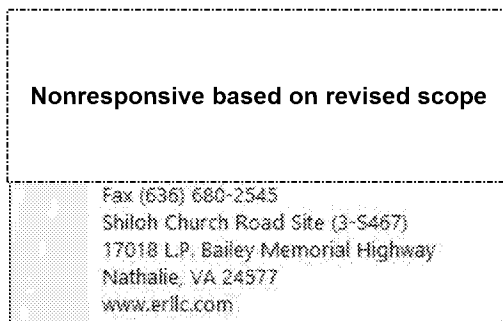 Nonresponsive based on revised scope
Fax (636) 680-2545
Shiloh Church Road Site (3-S467)
17018 L.P. Bailey Memorial Highway
Nathalie, VA 24577
www.erllc.com